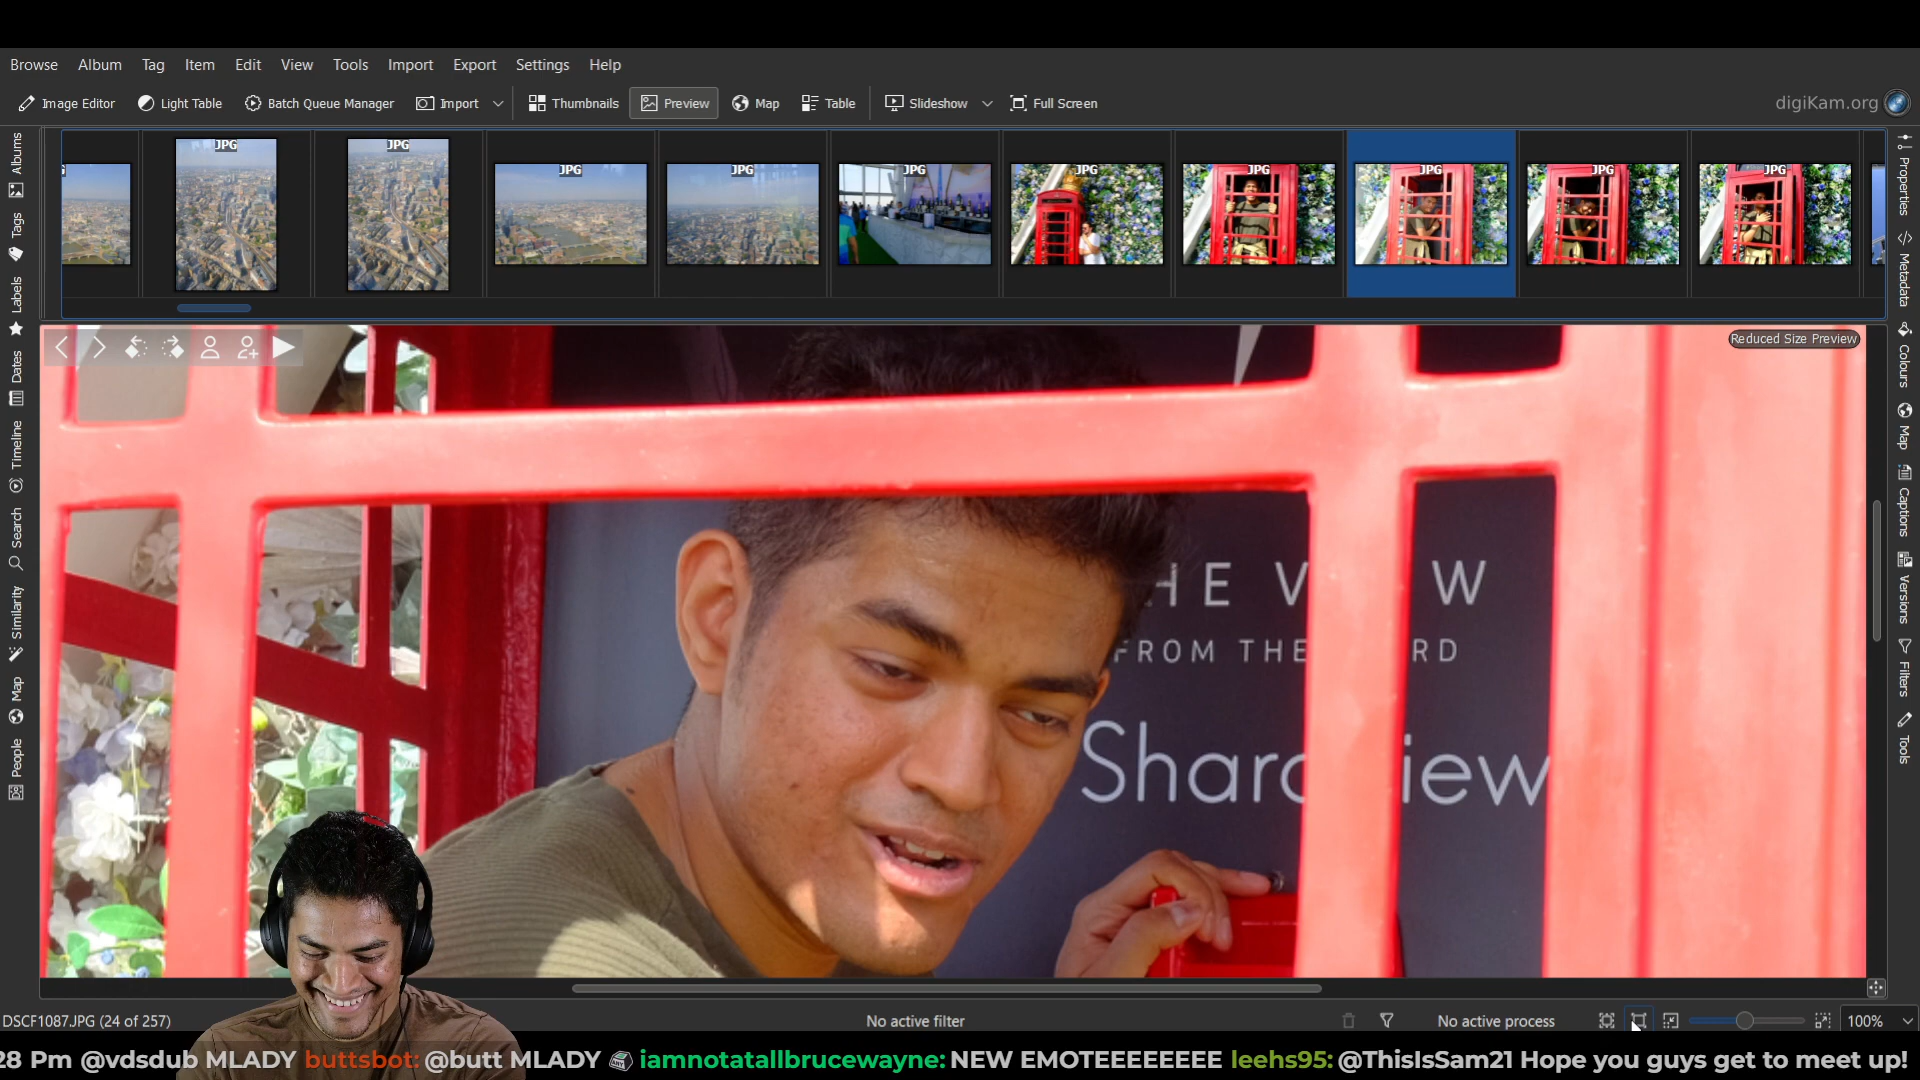 Browse Album Tag Item Edit View Tools Import Export Settings Help
Image Editor Light Table Batch Queue Manager Import Thumbnails Preview Map Table Slideshow Full Screen digiKam.org
JPG JPG JPG JPG JPG JPG JPG JPG JPG JPG
Albums
Tags
Labels
Dates
Timeline
Search
Similarity
Map
People
Reduced Size Preview
HE V W
FROM THE RD
Shard iew
Properties
Metadata
Colours
Map
Captions
Versions
Filters
Tools
DSCF1087.JPG (24 of 257) No active filter No active process 100%
28 Pm @vdsdub MLADY buttsbot: @butt MLADY iamnotatallbrucewayne: NEW EMOTEEEEEEEE leehs95: @ThisIsSam21 Hope you guys get to meet up!